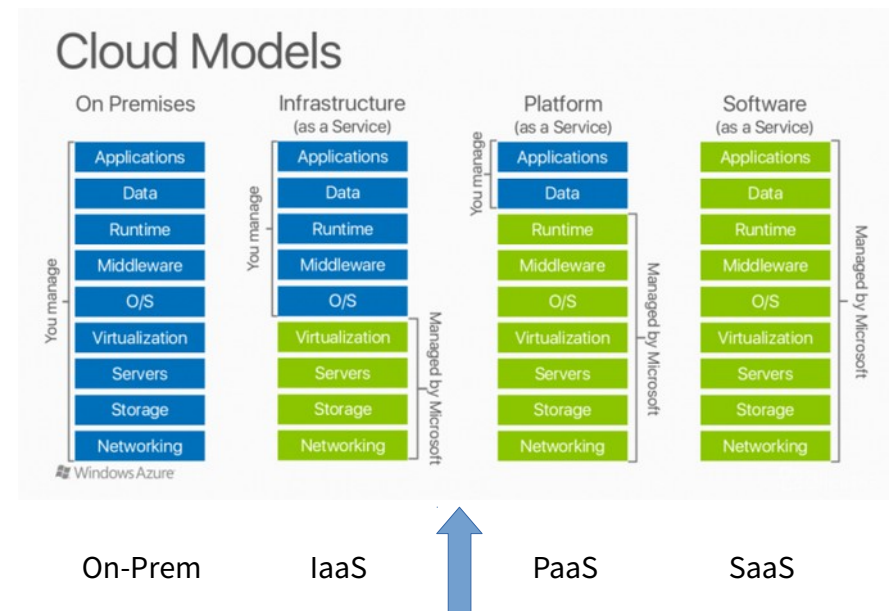 Cloud Models
On Premises
You manage
Applications
Data
Runtime
Middleware
O/S
Virtualization
Servers
Storage
Networking
Windows Azure
Infrastructure
(as a Service)
You manage
Applications
Data
Runtime
Middleware
O/S
Virtualization
Servers
Storage
Networking
Managed by Microsoft
Platform
(as a Service)
You manage
Applications
Data
Runtime
Middleware
O/S
Virtualization
Servers
Storage
Networking
Managed by Microsoft
Software
(as a Service)
Applications
Data
Runtime
Middleware
O/S
Virtualization
Servers
Storage
Networking
Managed by Microsoft
On-Prem
IaaS
PaaS
SaaS